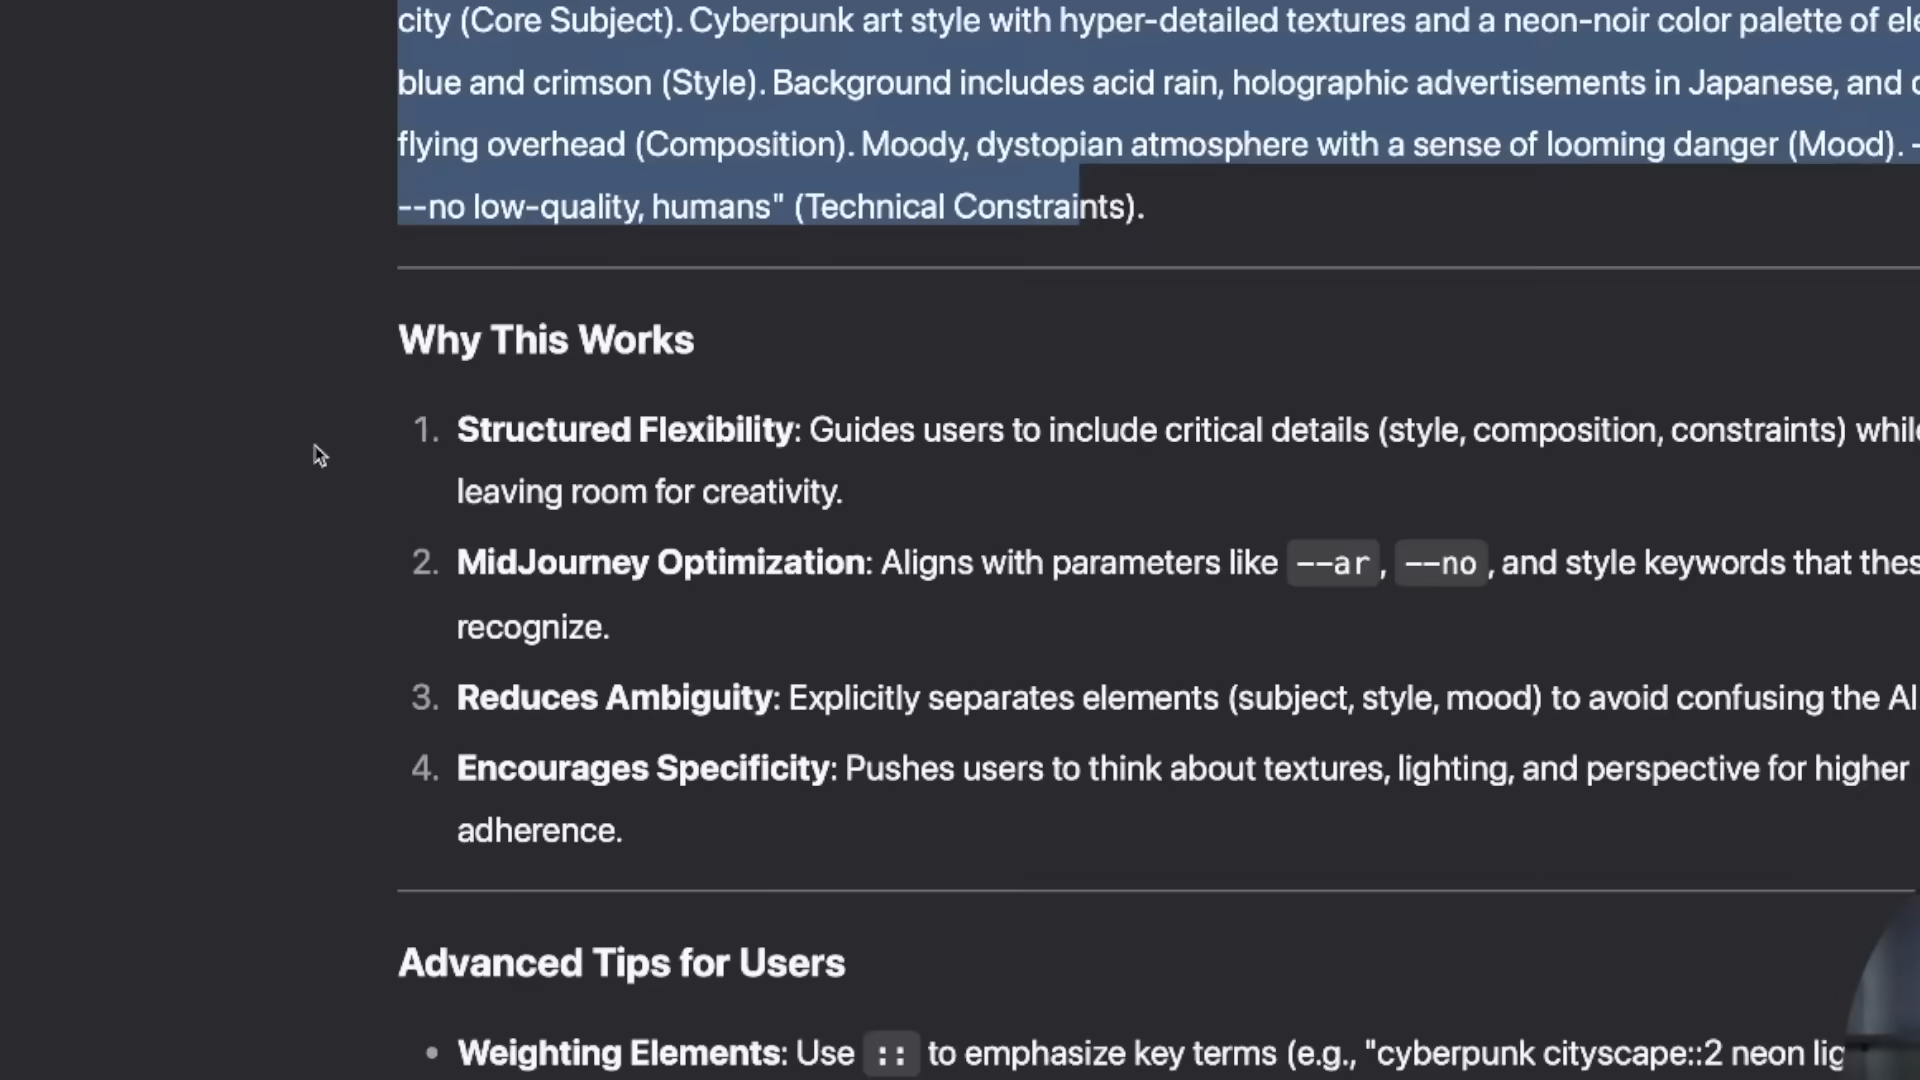 city (Core Subject). Cyberpunk art style with hyper-detailed textures and a neon-noir color palette of
blue and crimson (Style). Background includes acid rain, holographic advertisements in Japanese, and
flying overhead (Composition). Moody, dystopian atmosphere with a sense of looming danger (Mood). -
--no low-quality, humans" (Technical Constraints).
Why This Works
1. Structured Flexibility: Guides users to include critical details (style, composition, constraints) while
leaving room for creativity.
2. MidJourney Optimization: Aligns with parameters like --ar, --no, and style keywords that
recognize.
3. Reduces Ambiguity: Explicitly separates elements (subject, style, mood) to avoid confusing the AI
4. Encourages Specificity: Pushes users to think about textures, lighting, and perspective for higher
adherence.
Advanced Tips for Users
• Weighting Elements: Use :: to emphasize key terms (e.g., "cyberpunk cityscape::2 neon